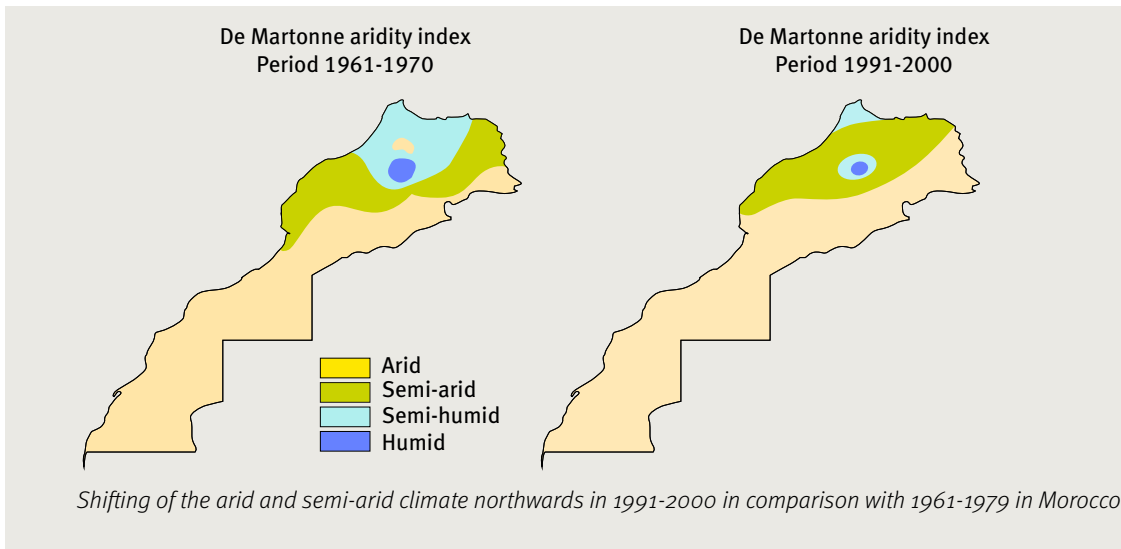 De Martonne aridity index
Period 1961-1970
De Martonne aridity index
Period 1991-2000
Arid
Semi-arid
Semi-humid
Humid
Shifting of the arid and semi-arid climate northwards in 1991-2000 in comparison with 1961-1979 in Morocco